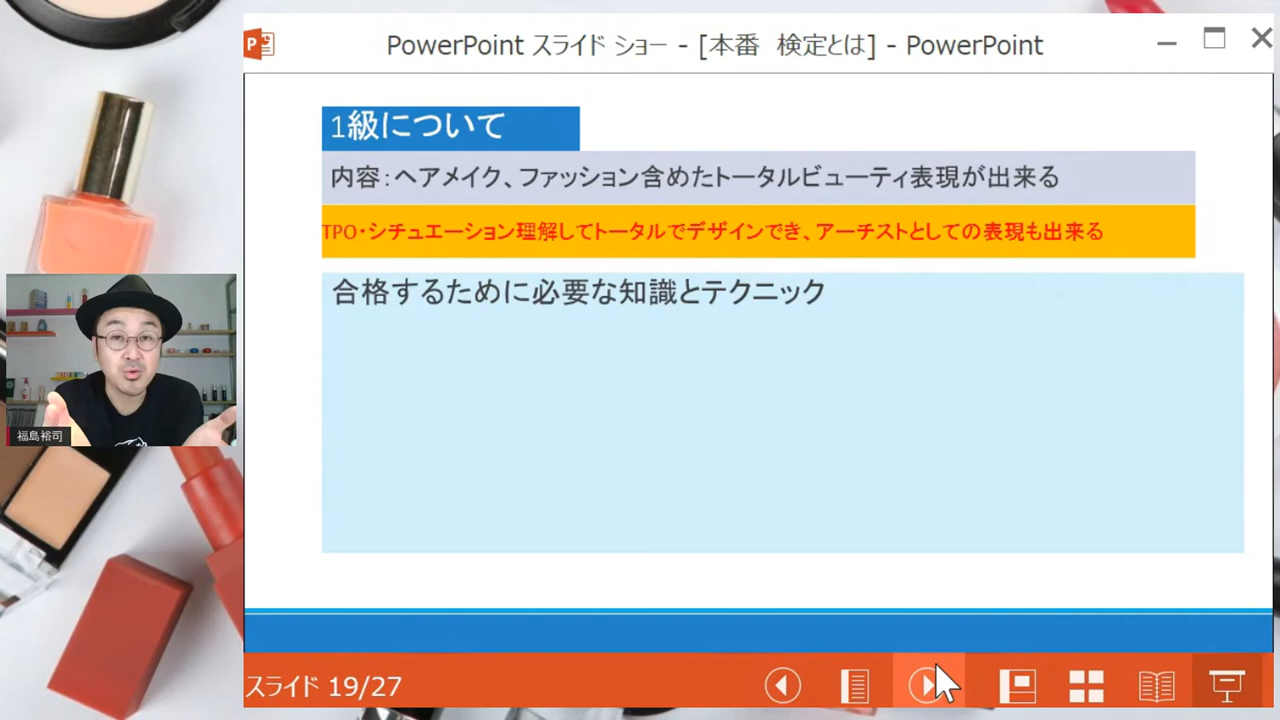 PowerPoint スライド ショー - [本番　検定とは] - PowerPoint
1級について
内容：ヘアメイク、ファッション含めたトータルビューティ表現が出来る
TPO・シチュエーション理解してトータルでデザインでき、アーチストとしての表現も出来る
合格するために必要な知識とテクニック
福島裕司
スライド 19/27